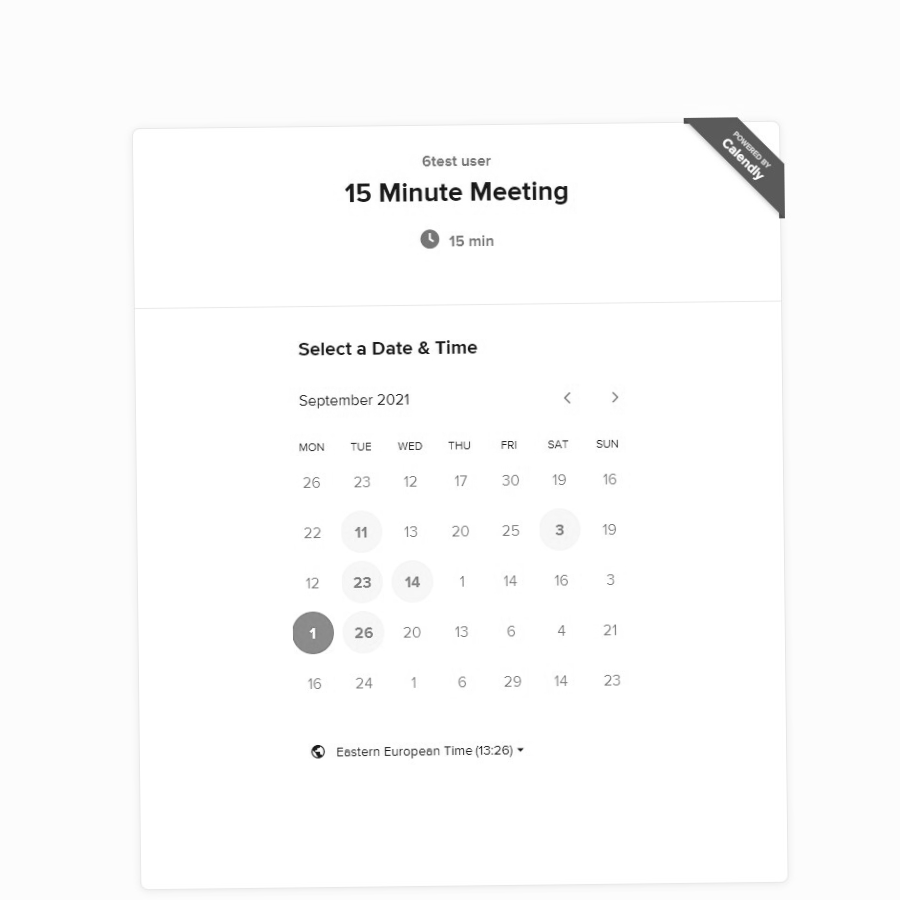 POWERED BY
Calendly
6test user
15 Minute Meeting
15 min
Select a Date & Time
September 2021
MON TUE WED THU FRI SAT SUN
26 23 12 17 30 19 16
22 11 13 20 25 3 19
12 23 14 1 14 16 3
1 26 20 13 6 4 21
16 24 1 6 29 14 23
Eastern European Time (13:26)